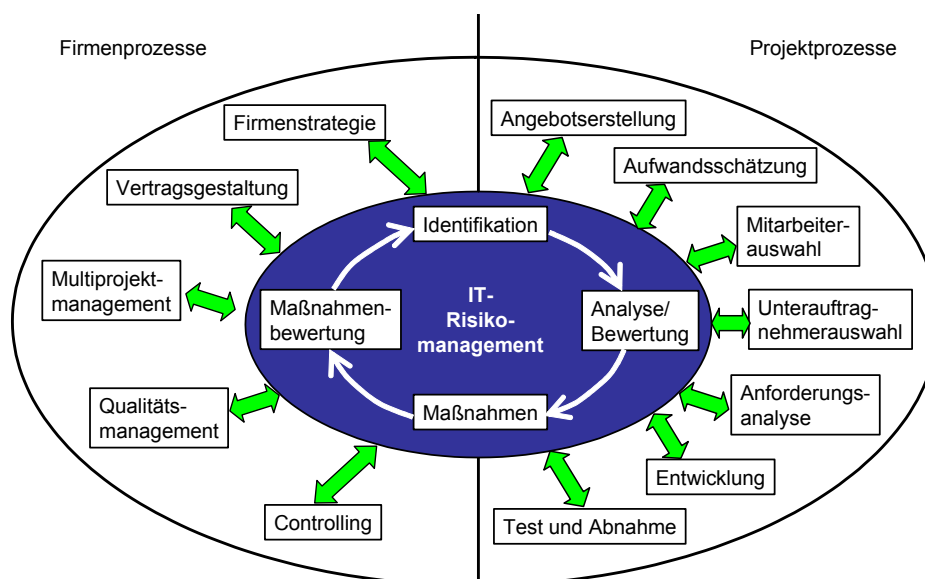 Firmenprozesse
Projektprozesse
Firmenstrategie
Angebotserstellung
Vertragsgestaltung
Aufwandsschätzung
Identifikation
Mitarbeiter-
auswahl
Multiprojekt-
management
Maßnahmen-
bewertung
IT-
Risiko-
management
Analyse/
Bewertung
Unterauftrag-
nehmerauswahl
Qualitäts-
management
Maßnahmen
Anforderungs-
analyse
Entwicklung
Controlling
Test und Abnahme